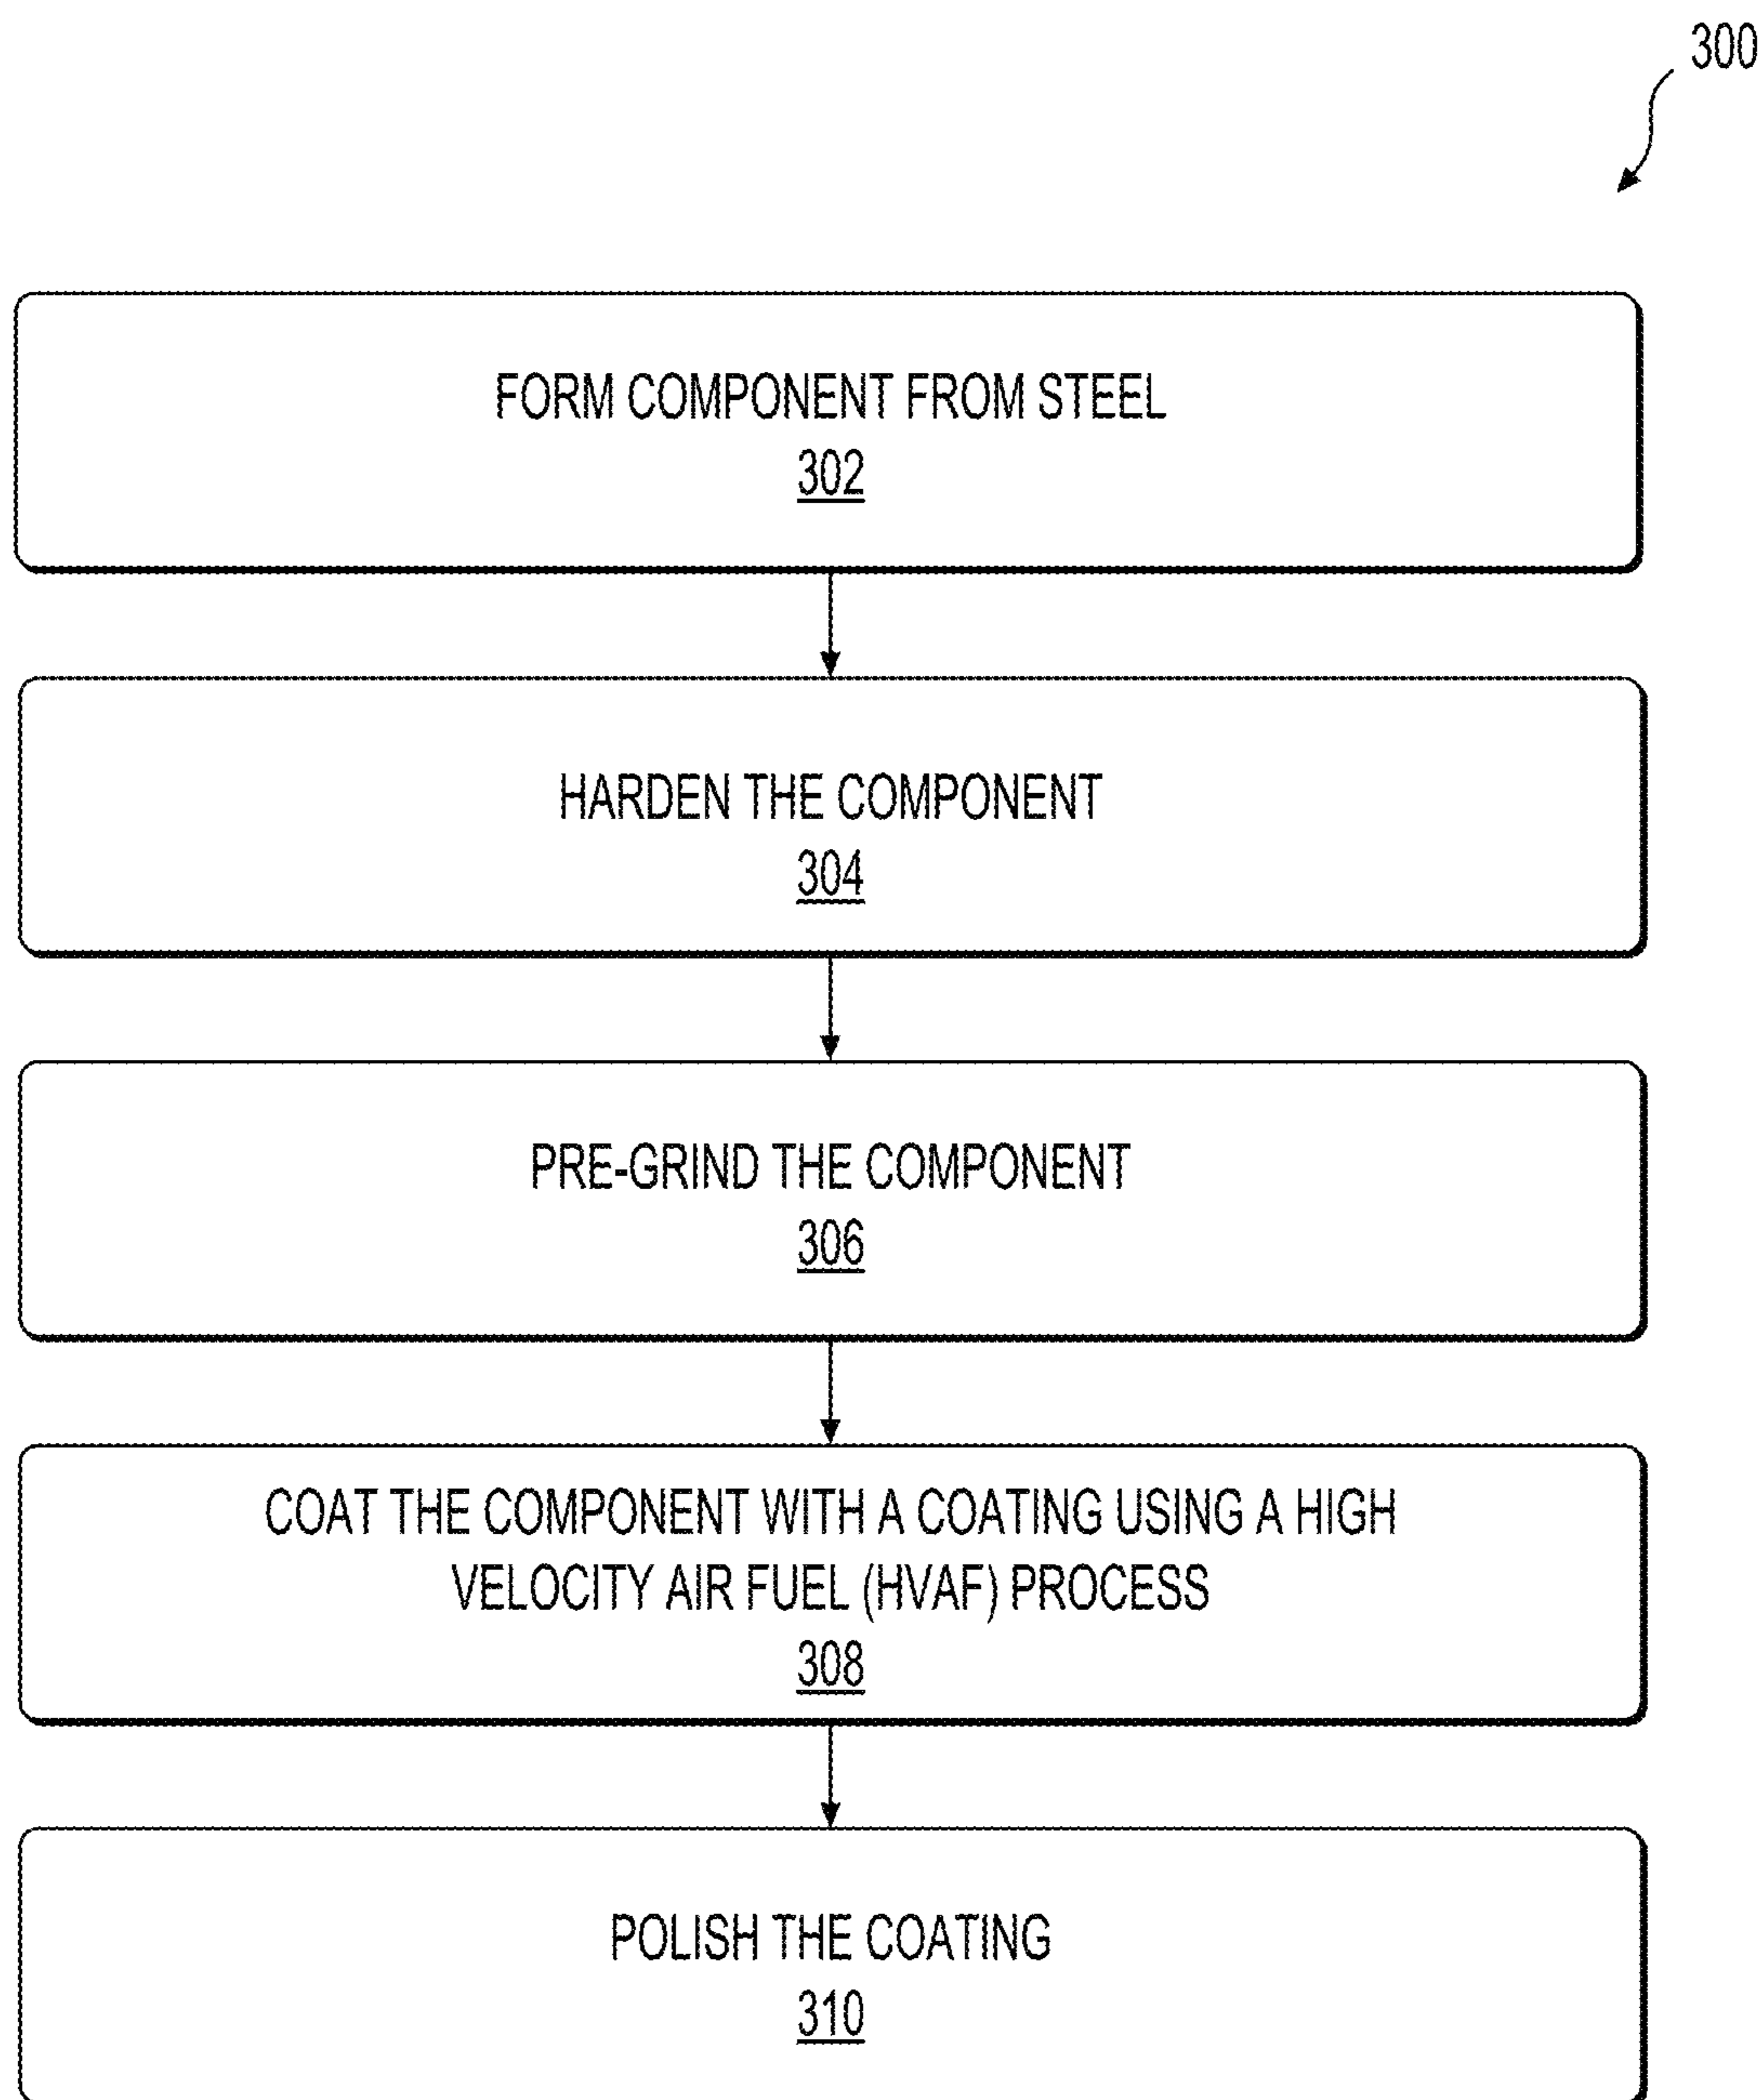 300
FORM COMPONENT FROM STEEL
302
HARDEN THE COMPONENT
304
PRE-GRIND THE COMPONENT
306
COAT THE COMPONENT WITH A COATING USING A HIGH
VELOCITY AIR FUEL (HVAF) PROCESS
308
POLISH THE COATING
310